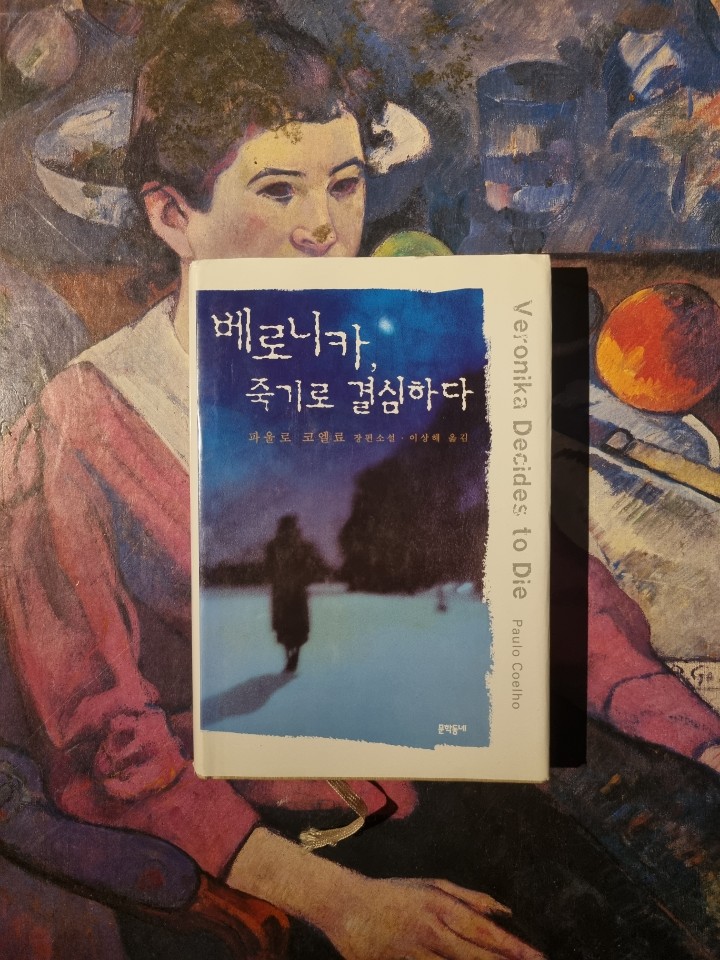 베로니카,
죽기로 결심하다
파울로 코엘료 장편소설 · 이상해 옮김
Veronika Decides to Die
Paulo Coelho
문학동네